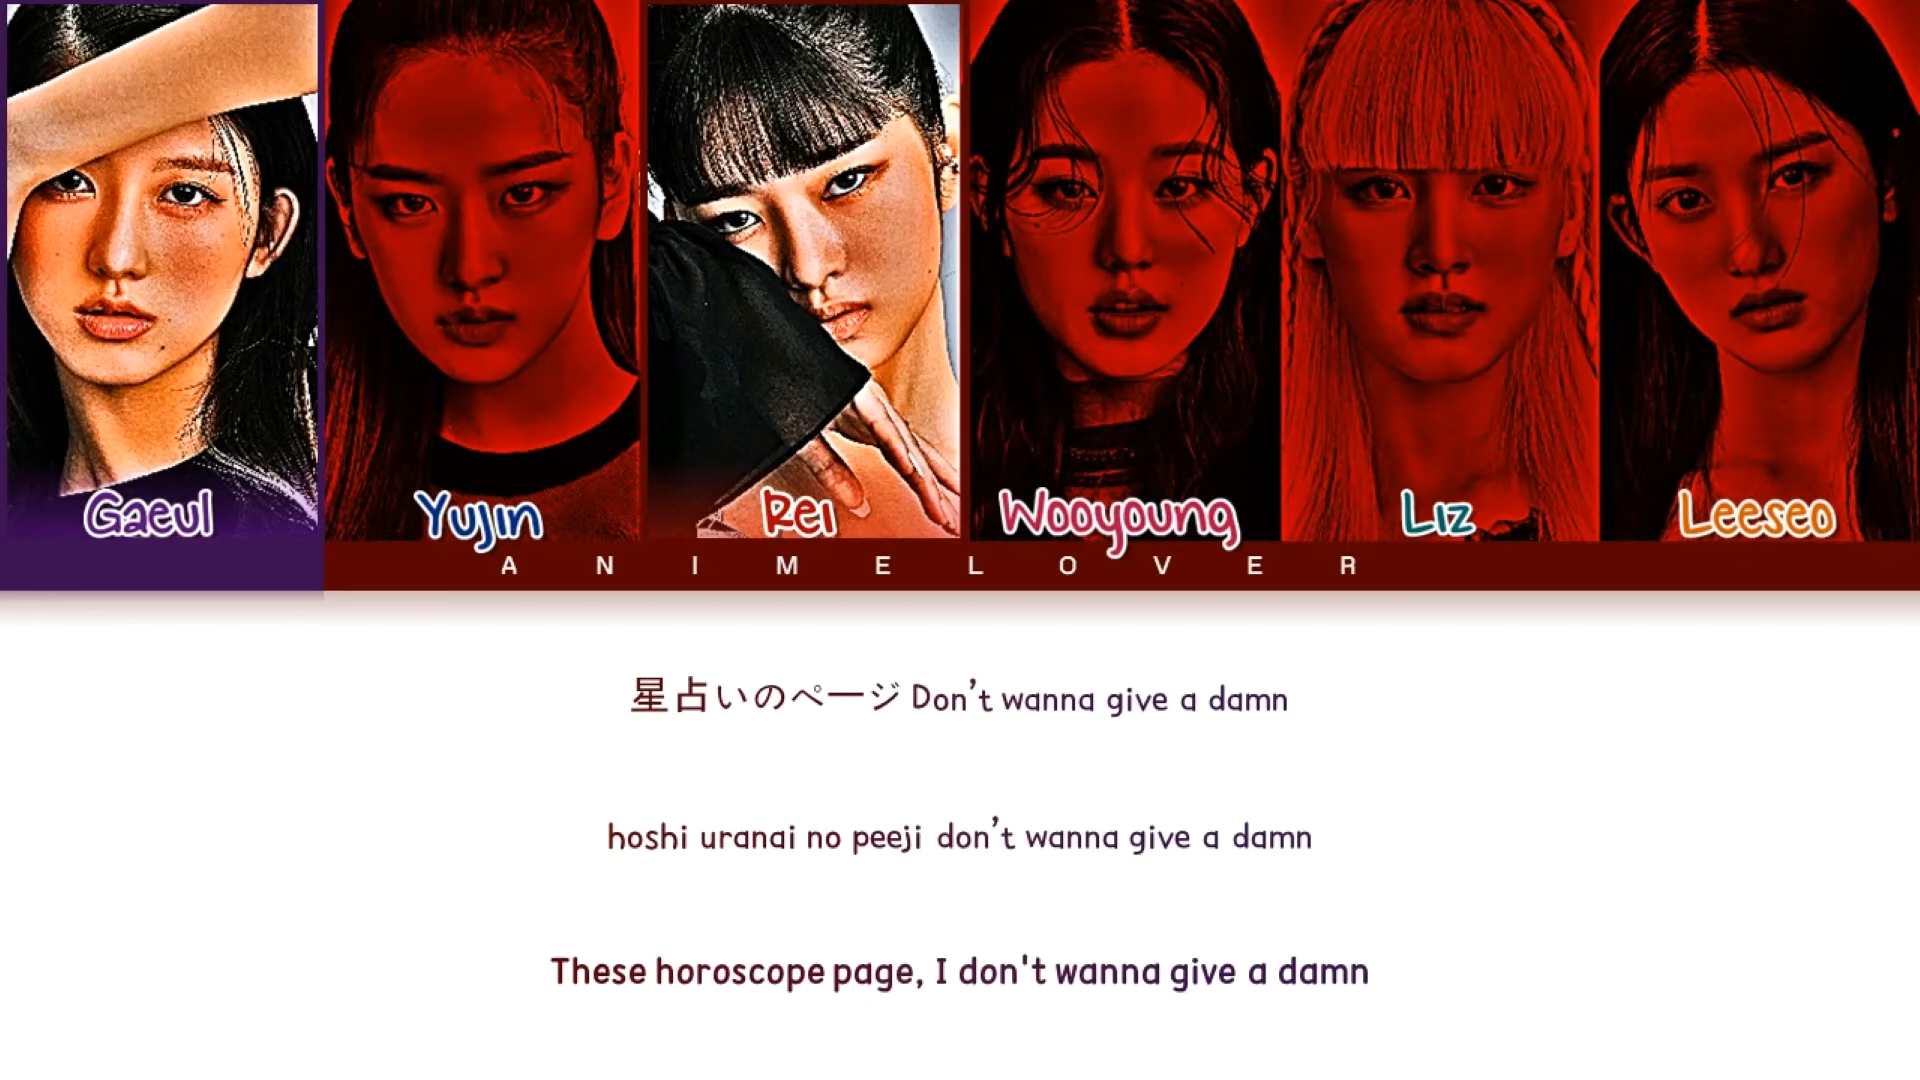 Gaeul
Yujin
Rei
Wooyoung
Liz
Leeseo
ANIMELOVER
星占いのページ Don't wanna give a damn
hoshi uranai no peeji don't wanna give a damn
These horoscope page, I don't wanna give a damn